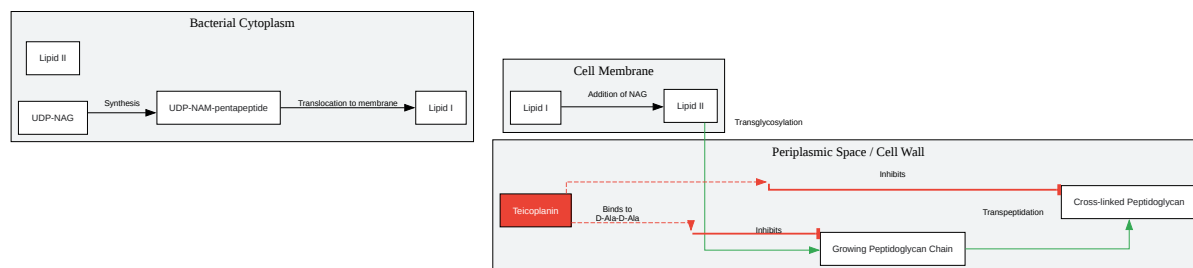 Bacterial Cytoplasm
Lipid II
UDP-NAG
Synthesis
UDP-NAM-pentapeptide
Translocation to membrane
Lipid I
Cell Membrane
Lipid I
Addition of NAG
Lipid II
Transglycosylation
Periplasmic Space / Cell Wall
Inhibits
Teicoplanin
Binds to
D-Ala-D-Ala
Inhibits
Transpeptidation
Cross-linked Peptidoglycan
Growing Peptidoglycan Chain